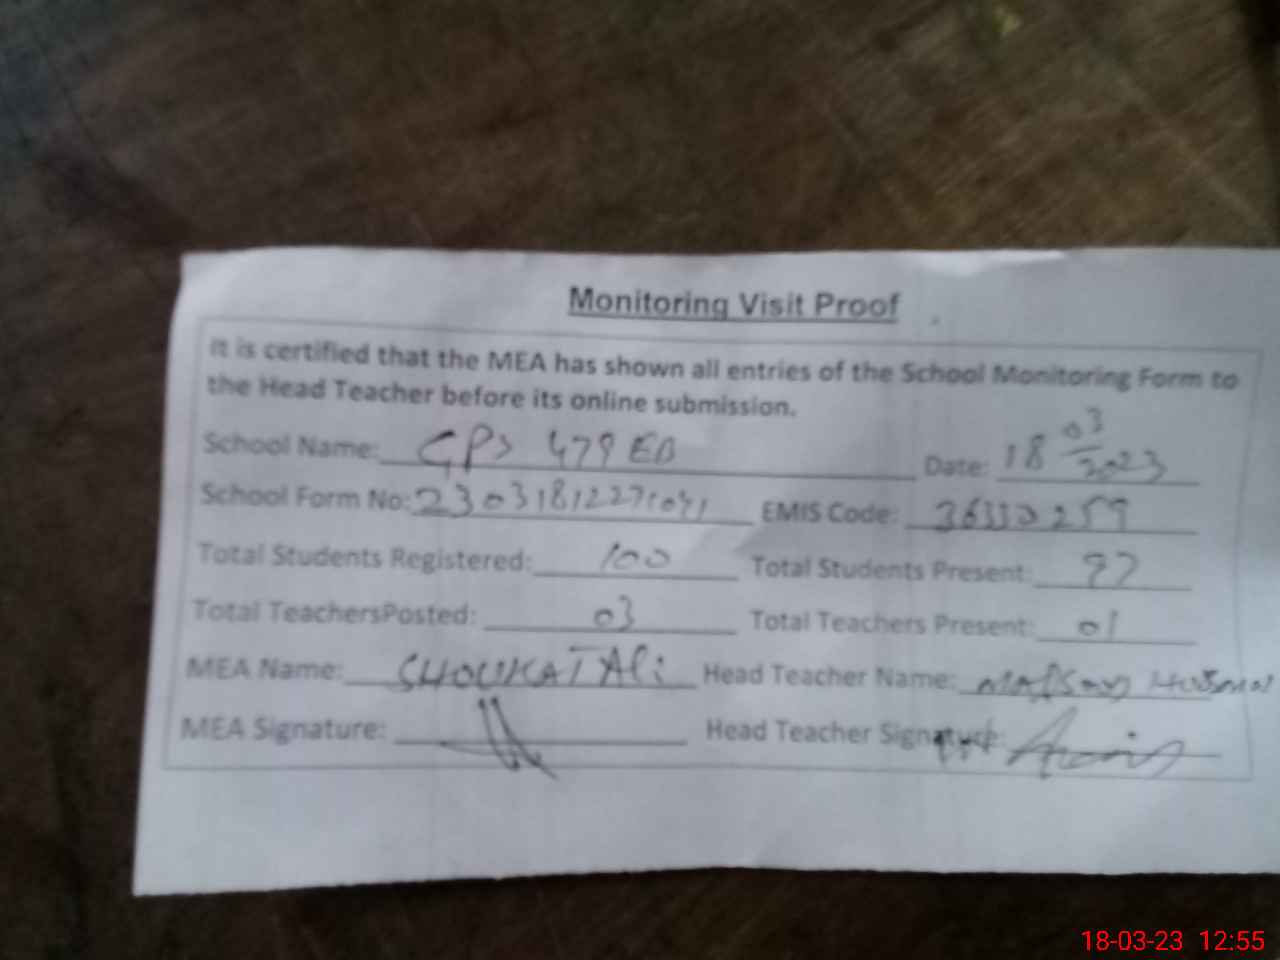 Monitoring Visit Proof
It is certified that the MEA has shown all entries of the School Monitoring Form to
the Head Teacher before its online submission.
School Name: GPS 479 EB Date: 18 03/2023
School Form No: EMIS Code: 36330259
Total Students Registered: 100 Total Students Present: 97
Total TeachersPosted: 03 Total Teachers Present: 01
MEA Name: SHOUKAT Ali Head Teacher Name:
MEA Signature: Head Teacher Signature:
18-03-23 12:55